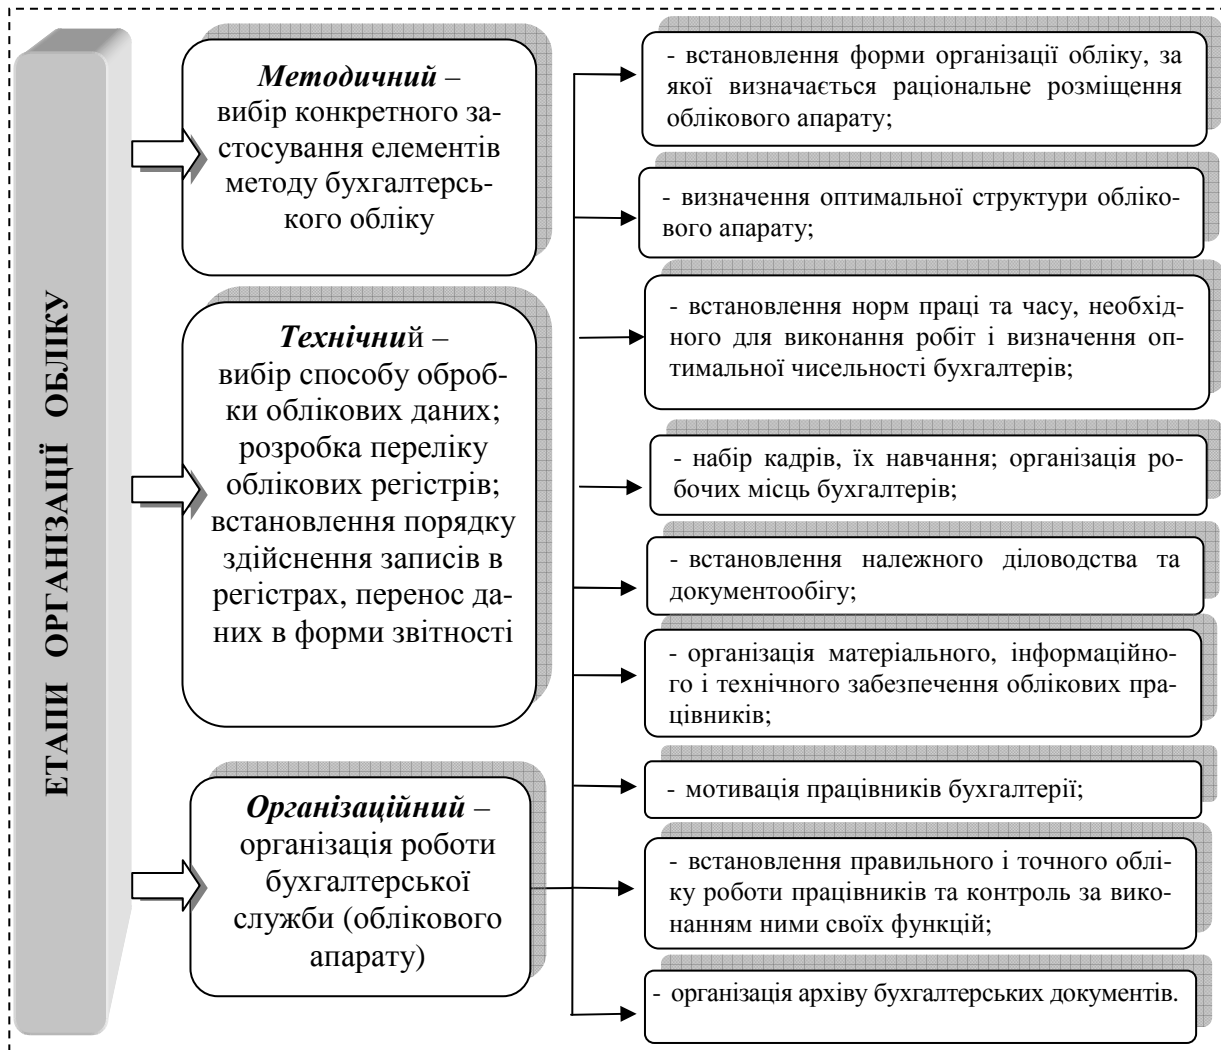 ЕТАПИ ОРГАНІЗАЦІЇ ОБЛІКУ
Методичний –
вибір конкретного за-
стосування елементів
методу бухгалтерсь-
кого обліку
Технічний –
вибір способу оброб-
ки облікових даних;
розробка переліку
облікових регістрів;
встановлення порядку
здійснення записів в
регістрах, перенос да-
них в форми звітності
Організаційний –
організація роботи
бухгалтерської
служби (облікового
апарату)
- встановлення форми організації обліку, за
якої визначається раціональне розміщення
облікового апарату;
- визначення оптимальної структури обліко-
вого апарату;
- встановлення норм праці та часу, необхід-
ного для виконання робіт і визначення оп-
тимальної чисельності бухгалтерів;
- набір кадрів, їх навчання; організація ро-
бочих місць бухгалтерів;
- встановлення належного діловодства та
документообігу;
- організація матеріального, інформаційно-
го і технічного забезпечення облікових пра-
цівників;
- мотивація працівників бухгалтерії;
- встановлення правильного і точного облі-
ку роботи працівників та контроль за вико-
нанням ними своїх функцій;
- організація архіву бухгалтерських документів.